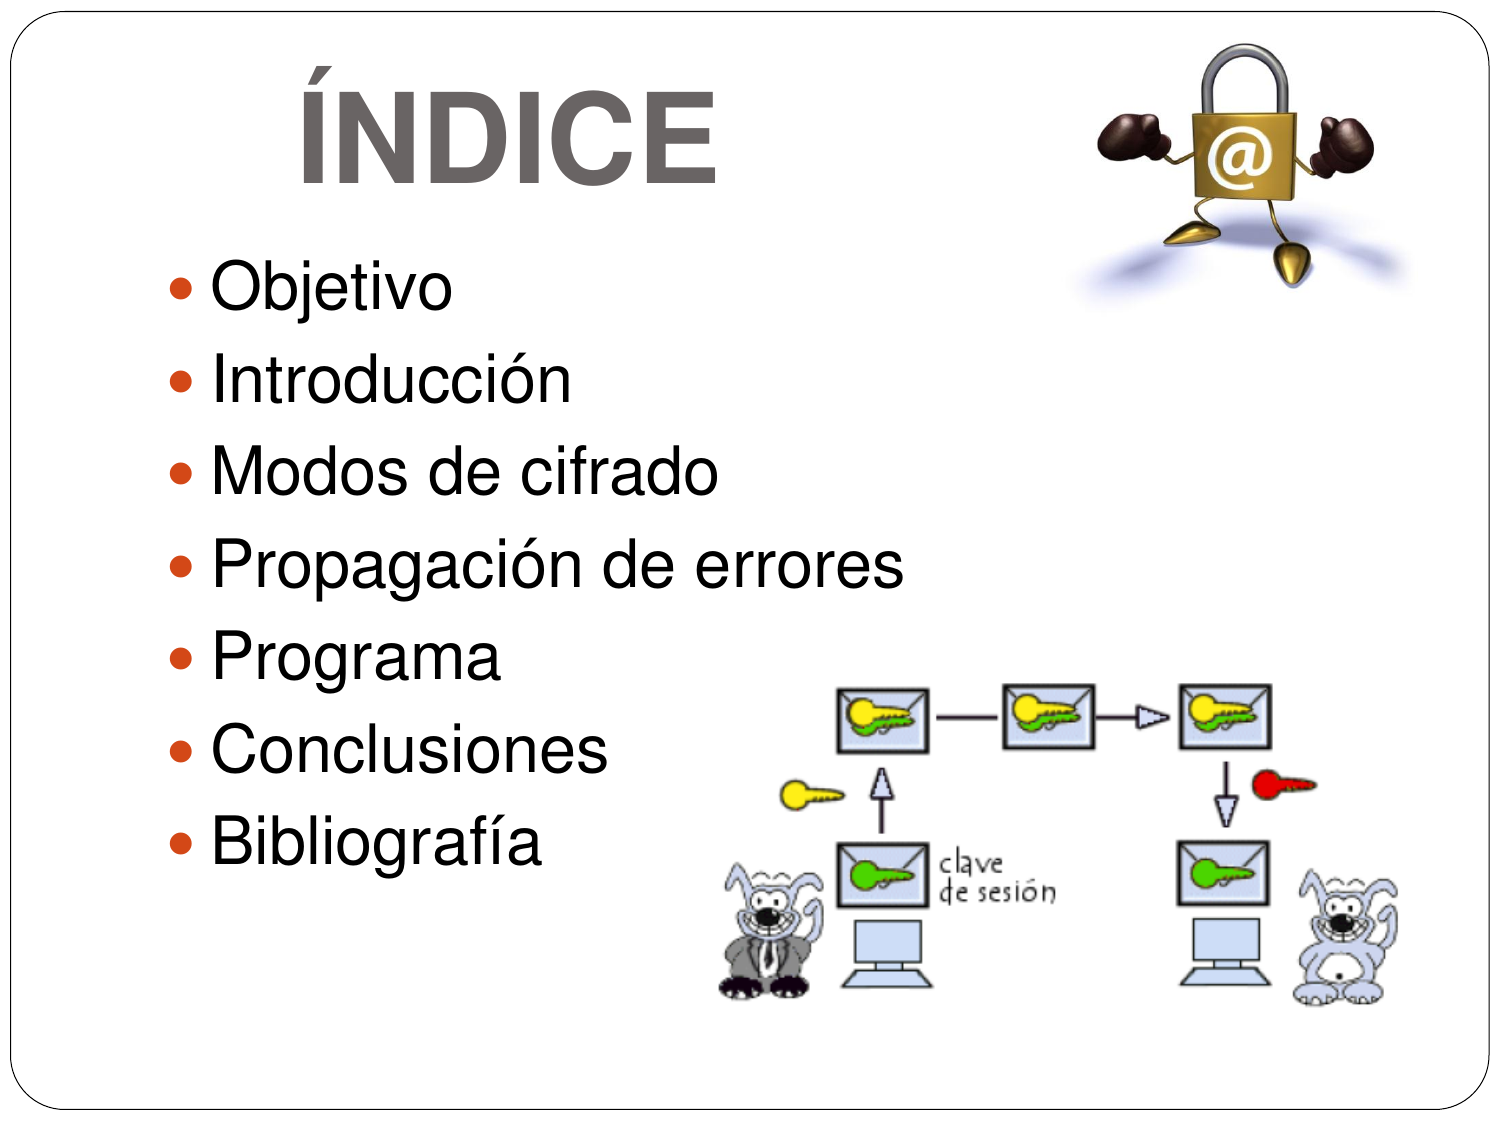 ÍNDICE
@
• Objetivo
• Introducción
• Modos de cifrado
• Propagación de errores
• Programa
• Conclusiones
• Bibliografía
clave
de sesión